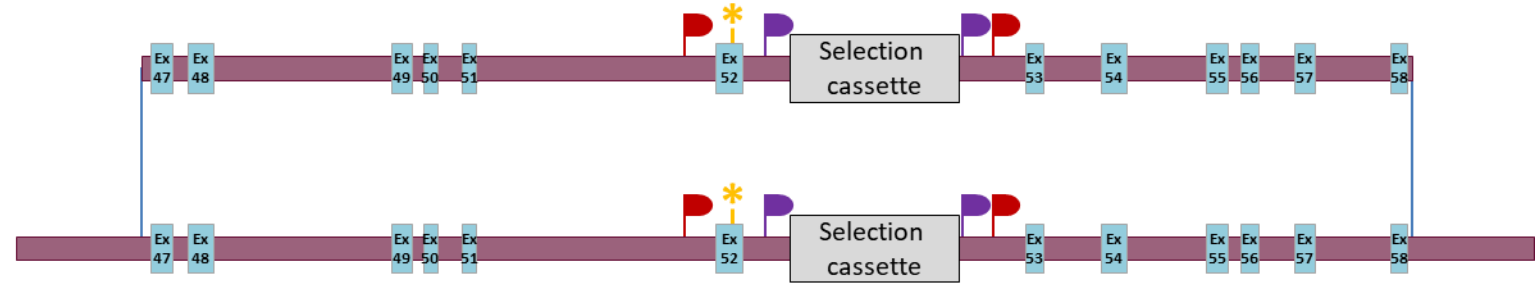 Ex 47
Ex 48
Ex 49
Ex 50
Ex 51
Ex 52
Selection
cassette
Ex 53
Ex 54
Ex 55
Ex 56
Ex 57
Ex 58
Ex 47
Ex 48
Ex 49
Ex 50
Ex 51
Ex 52
Selection
cassette
Ex 53
Ex 54
Ex 55
Ex 56
Ex 57
Ex 58